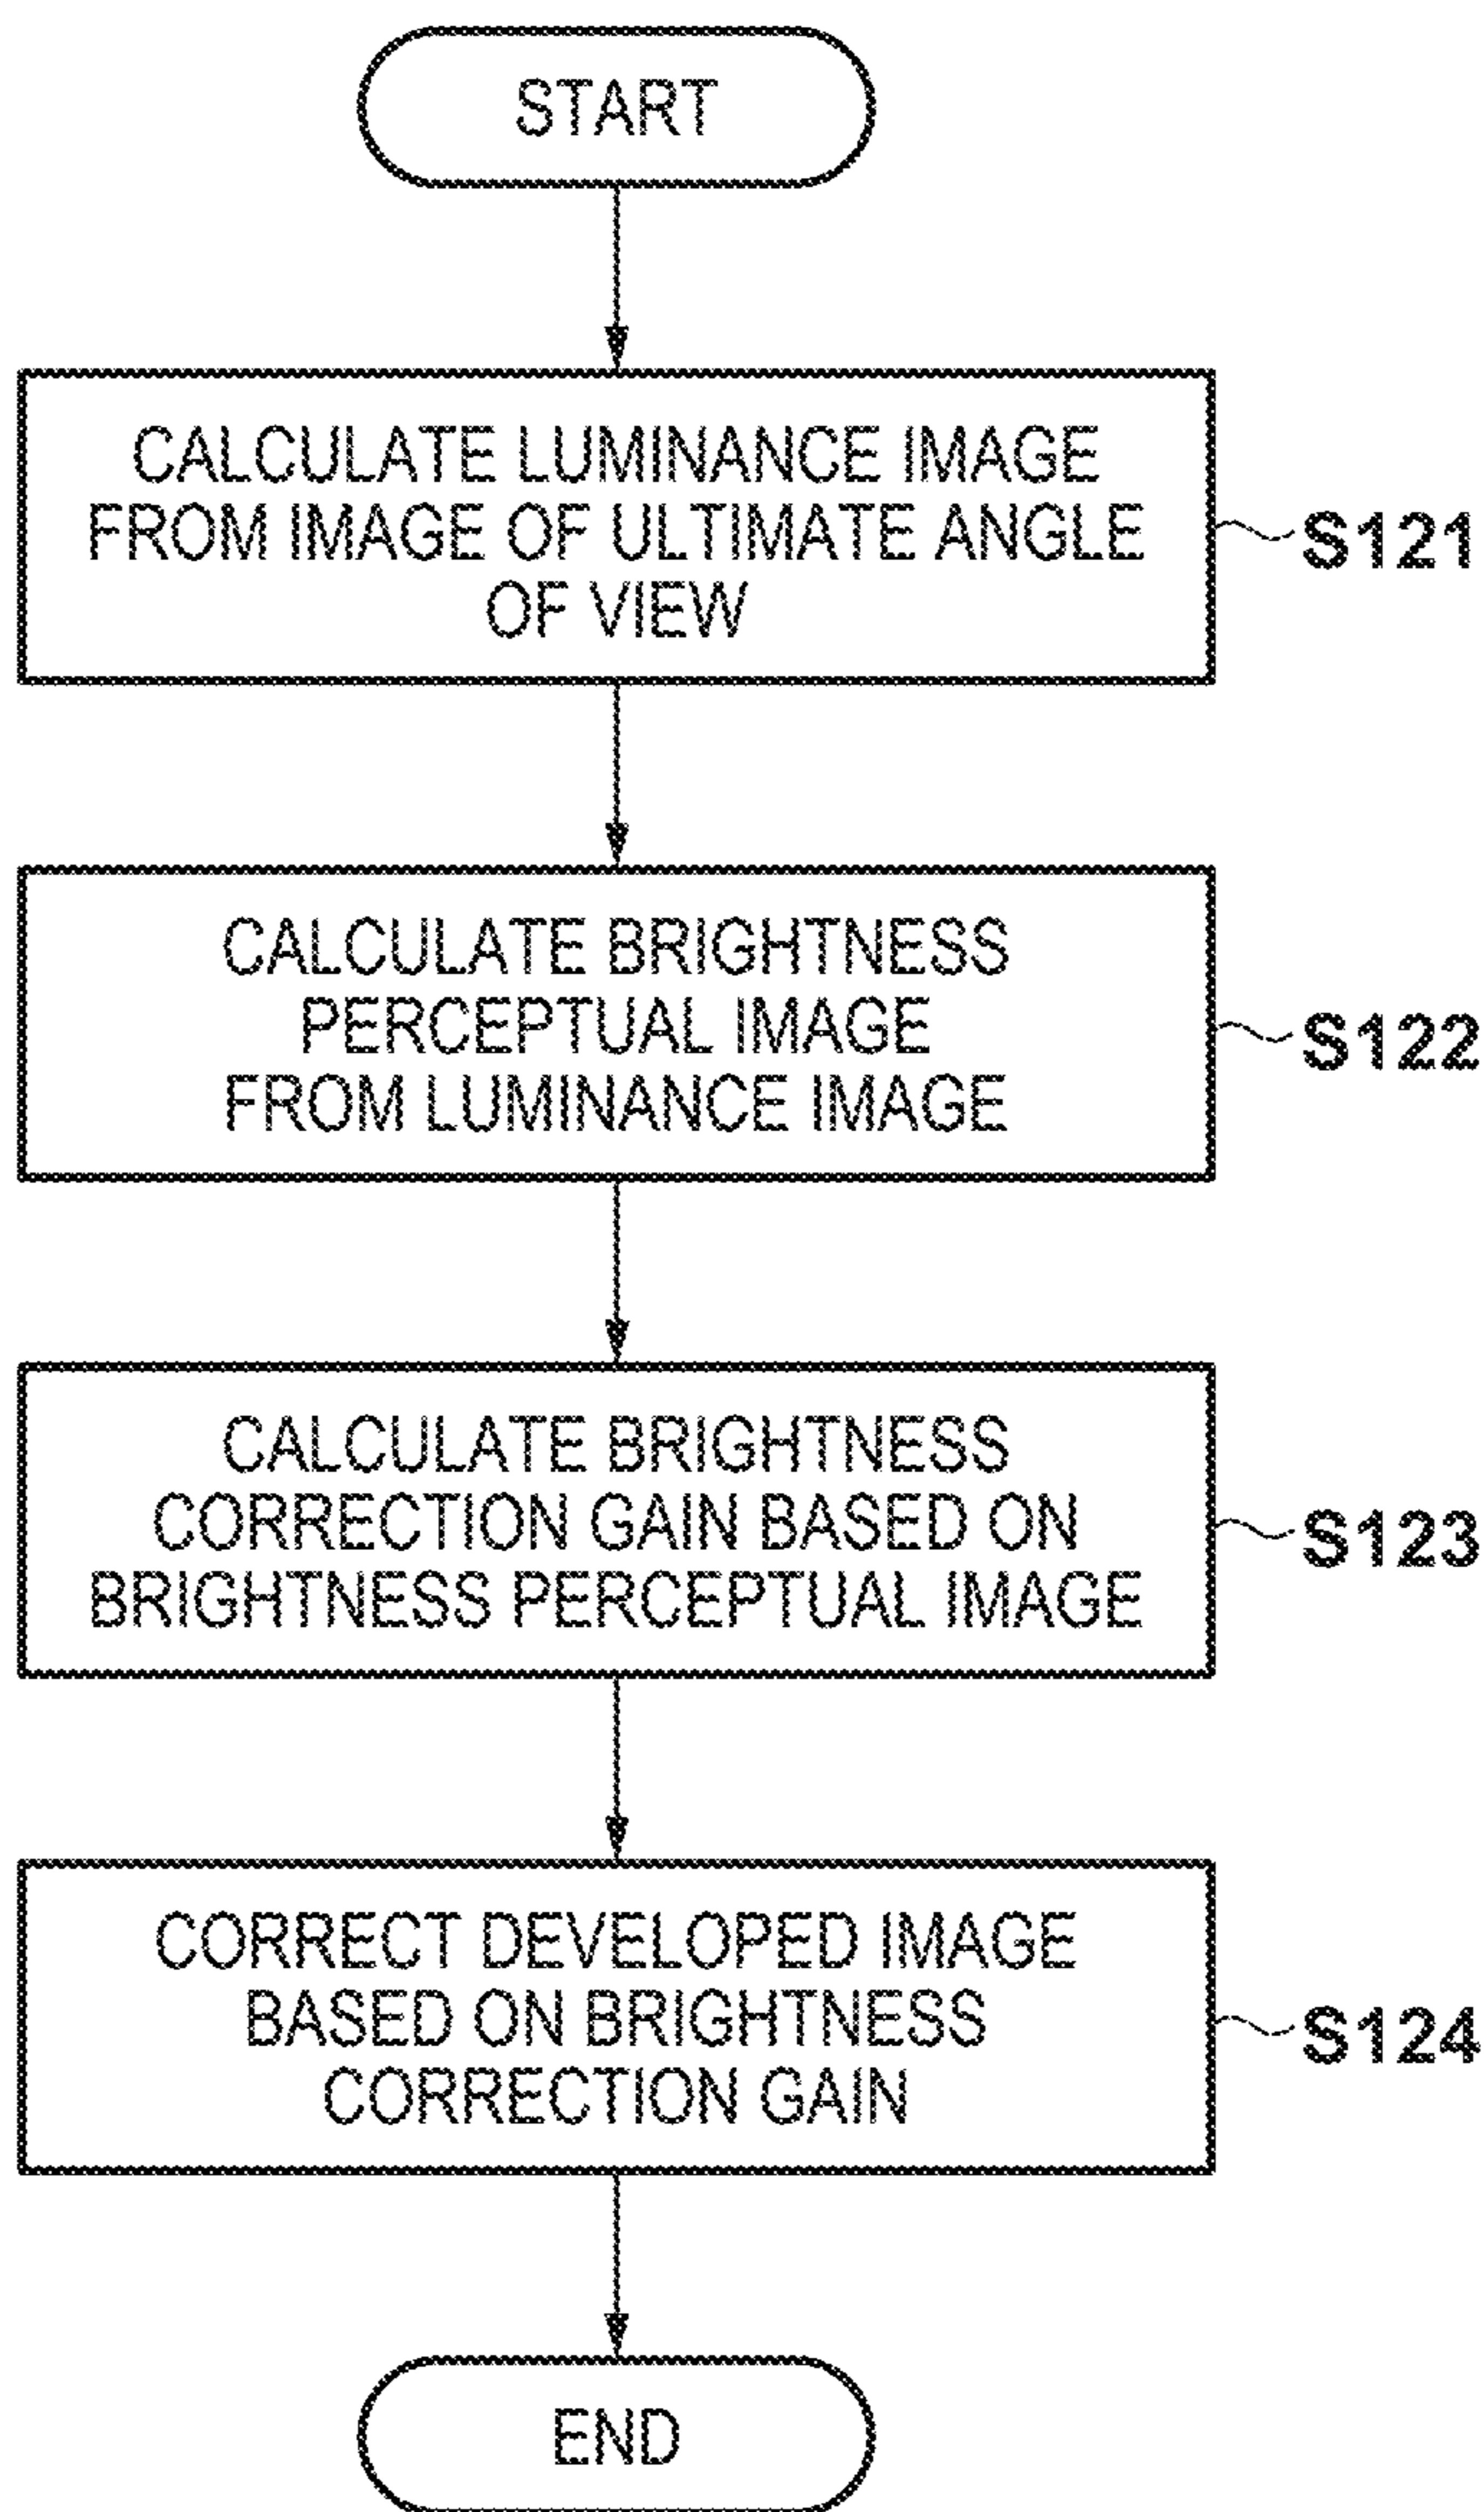 START
CALCULATE LUMINANCE IMAGE
FROM IMAGE OF ULTIMATE ANGLE
OF VIEW
S121
CALCULATE BRIGHTNESS
PERCEPTUAL IMAGE
FROM LUMINANCE IMAGE
S122
CALCULATE BRIGHTNESS
CORRECTION GAIN BASED ON
BRIGHTNESS PERCEPTUAL IMAGE
S123
CORRECT DEVELOPED IMAGE
BASED ON BRIGHTNESS
CORRECTION GAIN
S124
END